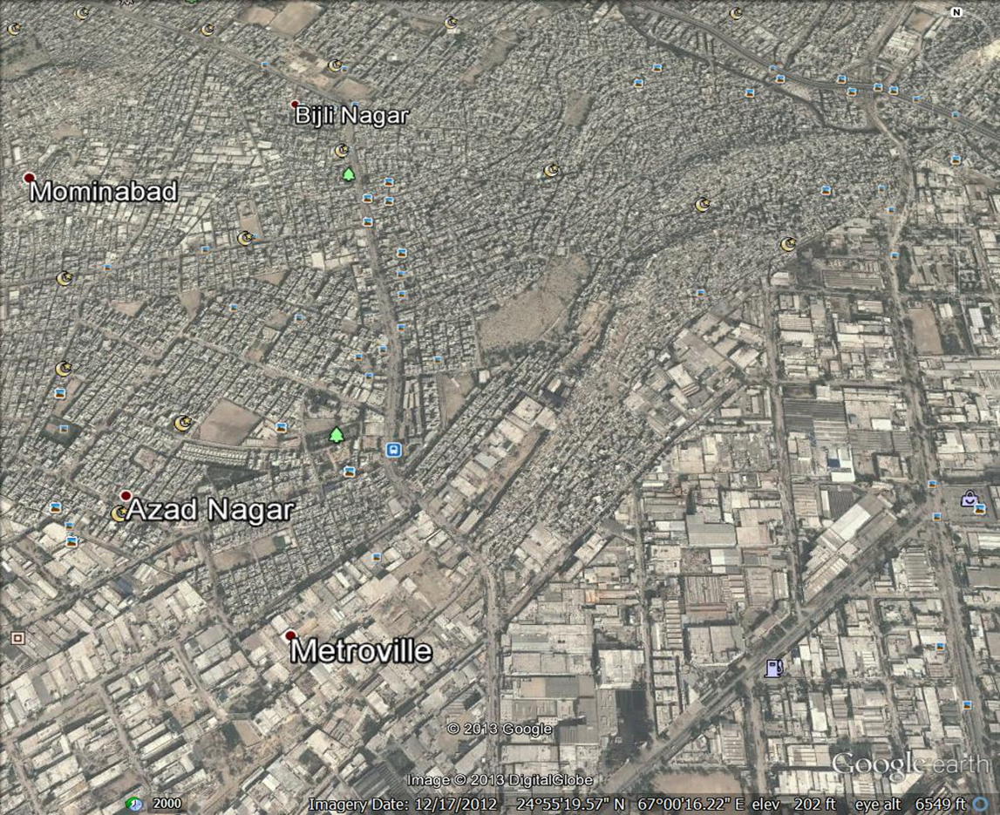 N
Bijli Nagar
Mominabad
Azad Nagar
Metroville
© 2013 Google
Image © 2013 DigitalGlobe
Google earth
2000
Imagery Date: 12/17/2012 24°55'19.57" N 67°00'16.22" E elev 202 ft eye alt 6549 ft